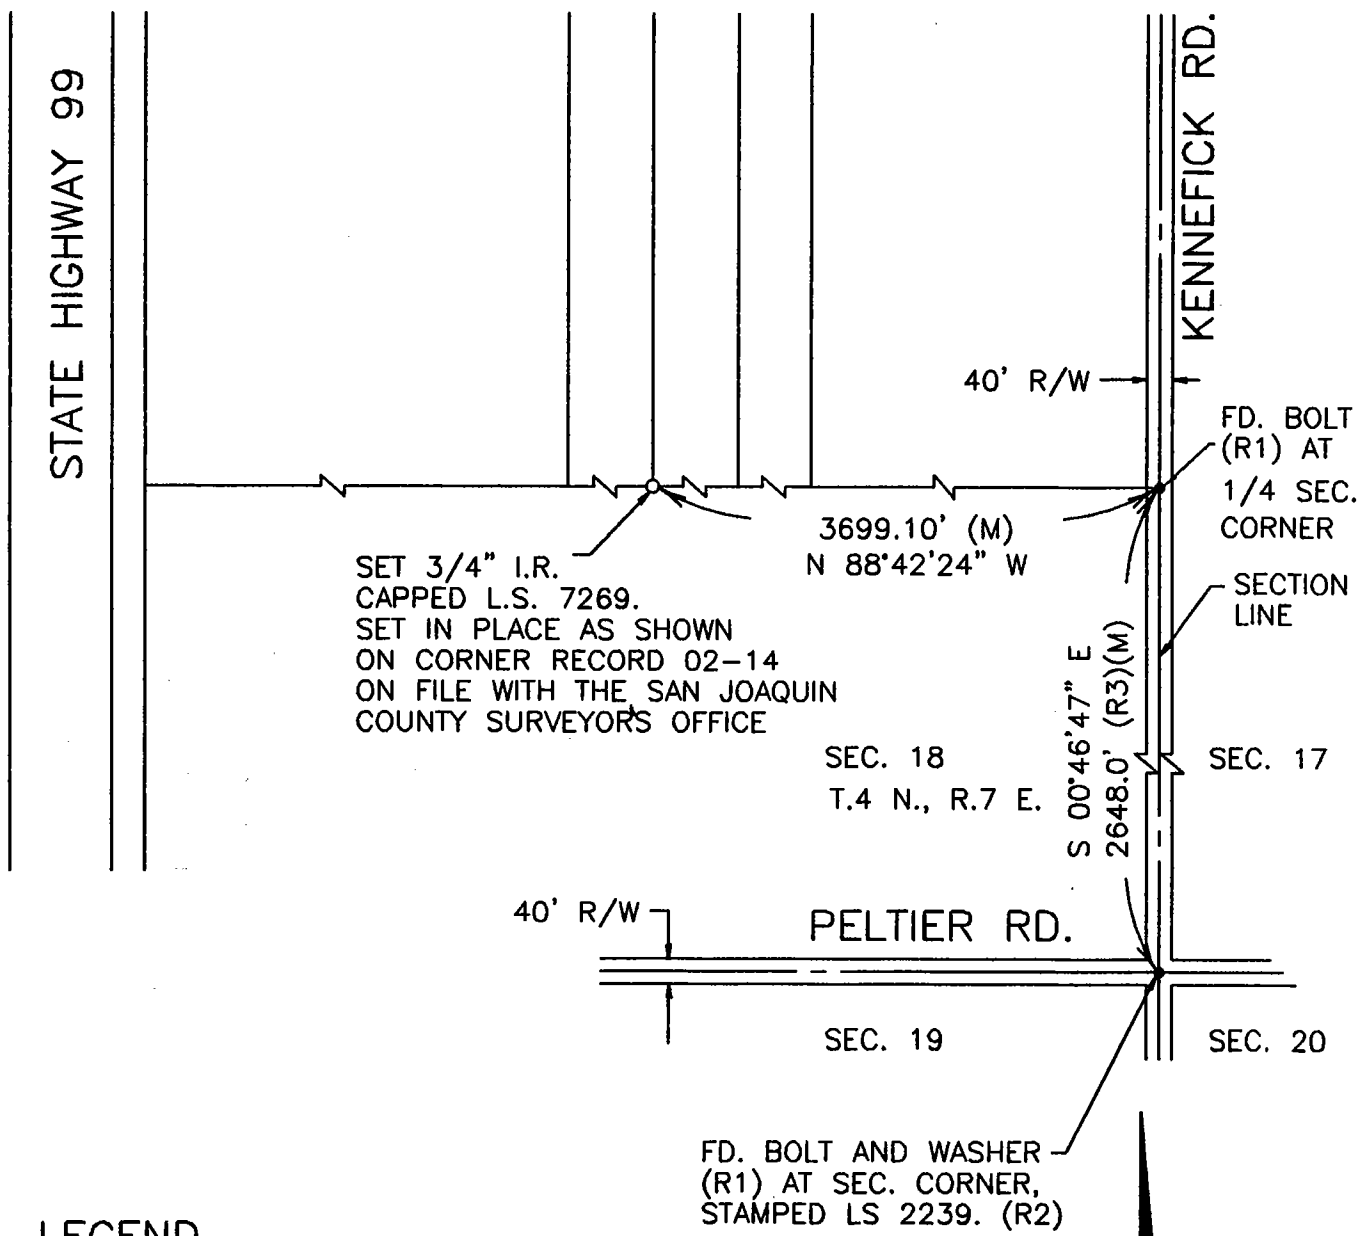 STATE HIGHWAY 99
KENNEFICK RD.
40' R/W
FD. BOLT
(R1) AT
1/4 SEC.
CORNER
3699.10' (M)
N 88°42'24" W
SET 3/4" I.R.
CAPPED L.S. 7269.
SET IN PLACE AS SHOWN
ON CORNER RECORD 02-14
ON FILE WITH THE SAN JOAQUIN
COUNTY SURVEYORS OFFICE
SECTION
LINE
S 00°46'47" E
2648.0' (R3)(M)
SEC. 18
T.4 N., R.7 E.
SEC. 17
40' R/W
PELTIER RD.
SEC. 19
SEC. 20
FD. BOLT AND WASHER
(R1) AT SEC. CORNER,
STAMPED LS 2239. (R2)
LEGEND